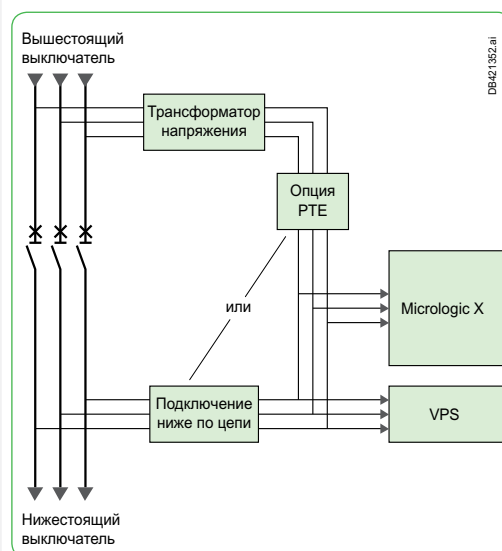 Вышестоящий
выключатель
DB421352.ai
Трансформатор
напряжения
Опция
PTE
или
Micrologic X
Подключение
ниже по цепи
VPS
Нижестоящий
выключатель